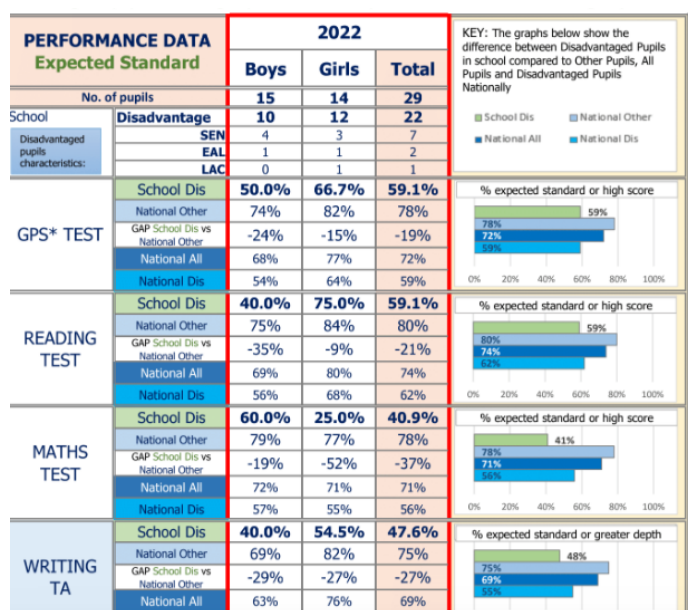 PERFORMANCE DATA
Expected Standard
2022
Boys Girls Total
No. of pupils 15 14 29
School Disadvantage 10 12 22
Disadvantaged
pupils
characteristics:
SEN 4 3 7
EAL 1 1 2
LAC 0 1 1
KEY: The graphs below show the
difference between Disadvantaged Pupils
in school compared to Other Pupils, All
Pupils and Disadvantaged Pupils
Nationally
School Dis National Other
National All National Dis
GPS* TEST
School Dis 50.0% 66.7% 59.1%
National Other 74% 82% 78%
GAP School Dis vs
National Other -24% -15% -19%
National All 68% 77% 72%
National Dis 54% 64% 59%
% expected standard or high score
59%
78%
72%
59%
0% 20% 40% 60% 80% 100%
READING
TEST
School Dis 40.0% 75.0% 59.1%
National Other 75% 84% 80%
GAP School Dis vs
National Other -35% -9% -21%
National All 69% 80% 74%
National Dis 56% 68% 62%
% expected standard or high score
59%
80%
74%
62%
0% 20% 40% 60% 80% 100%
MATHS
TEST
School Dis 60.0% 25.0% 40.9%
National Other 79% 77% 78%
GAP School Dis vs
National Other -19% -52% -37%
National All 72% 71% 71%
National Dis 57% 55% 56%
% expected standard or high score
41%
78%
71%
56%
0% 20% 40% 60% 80% 100%
WRITING
TA
School Dis 40.0% 54.5% 47.6%
National Other 69% 82% 75%
GAP School Dis vs
National Other -29% -27% -27%
National All 63% 76% 69%
% expected standard or greater depth
48%
75%
69%
55%